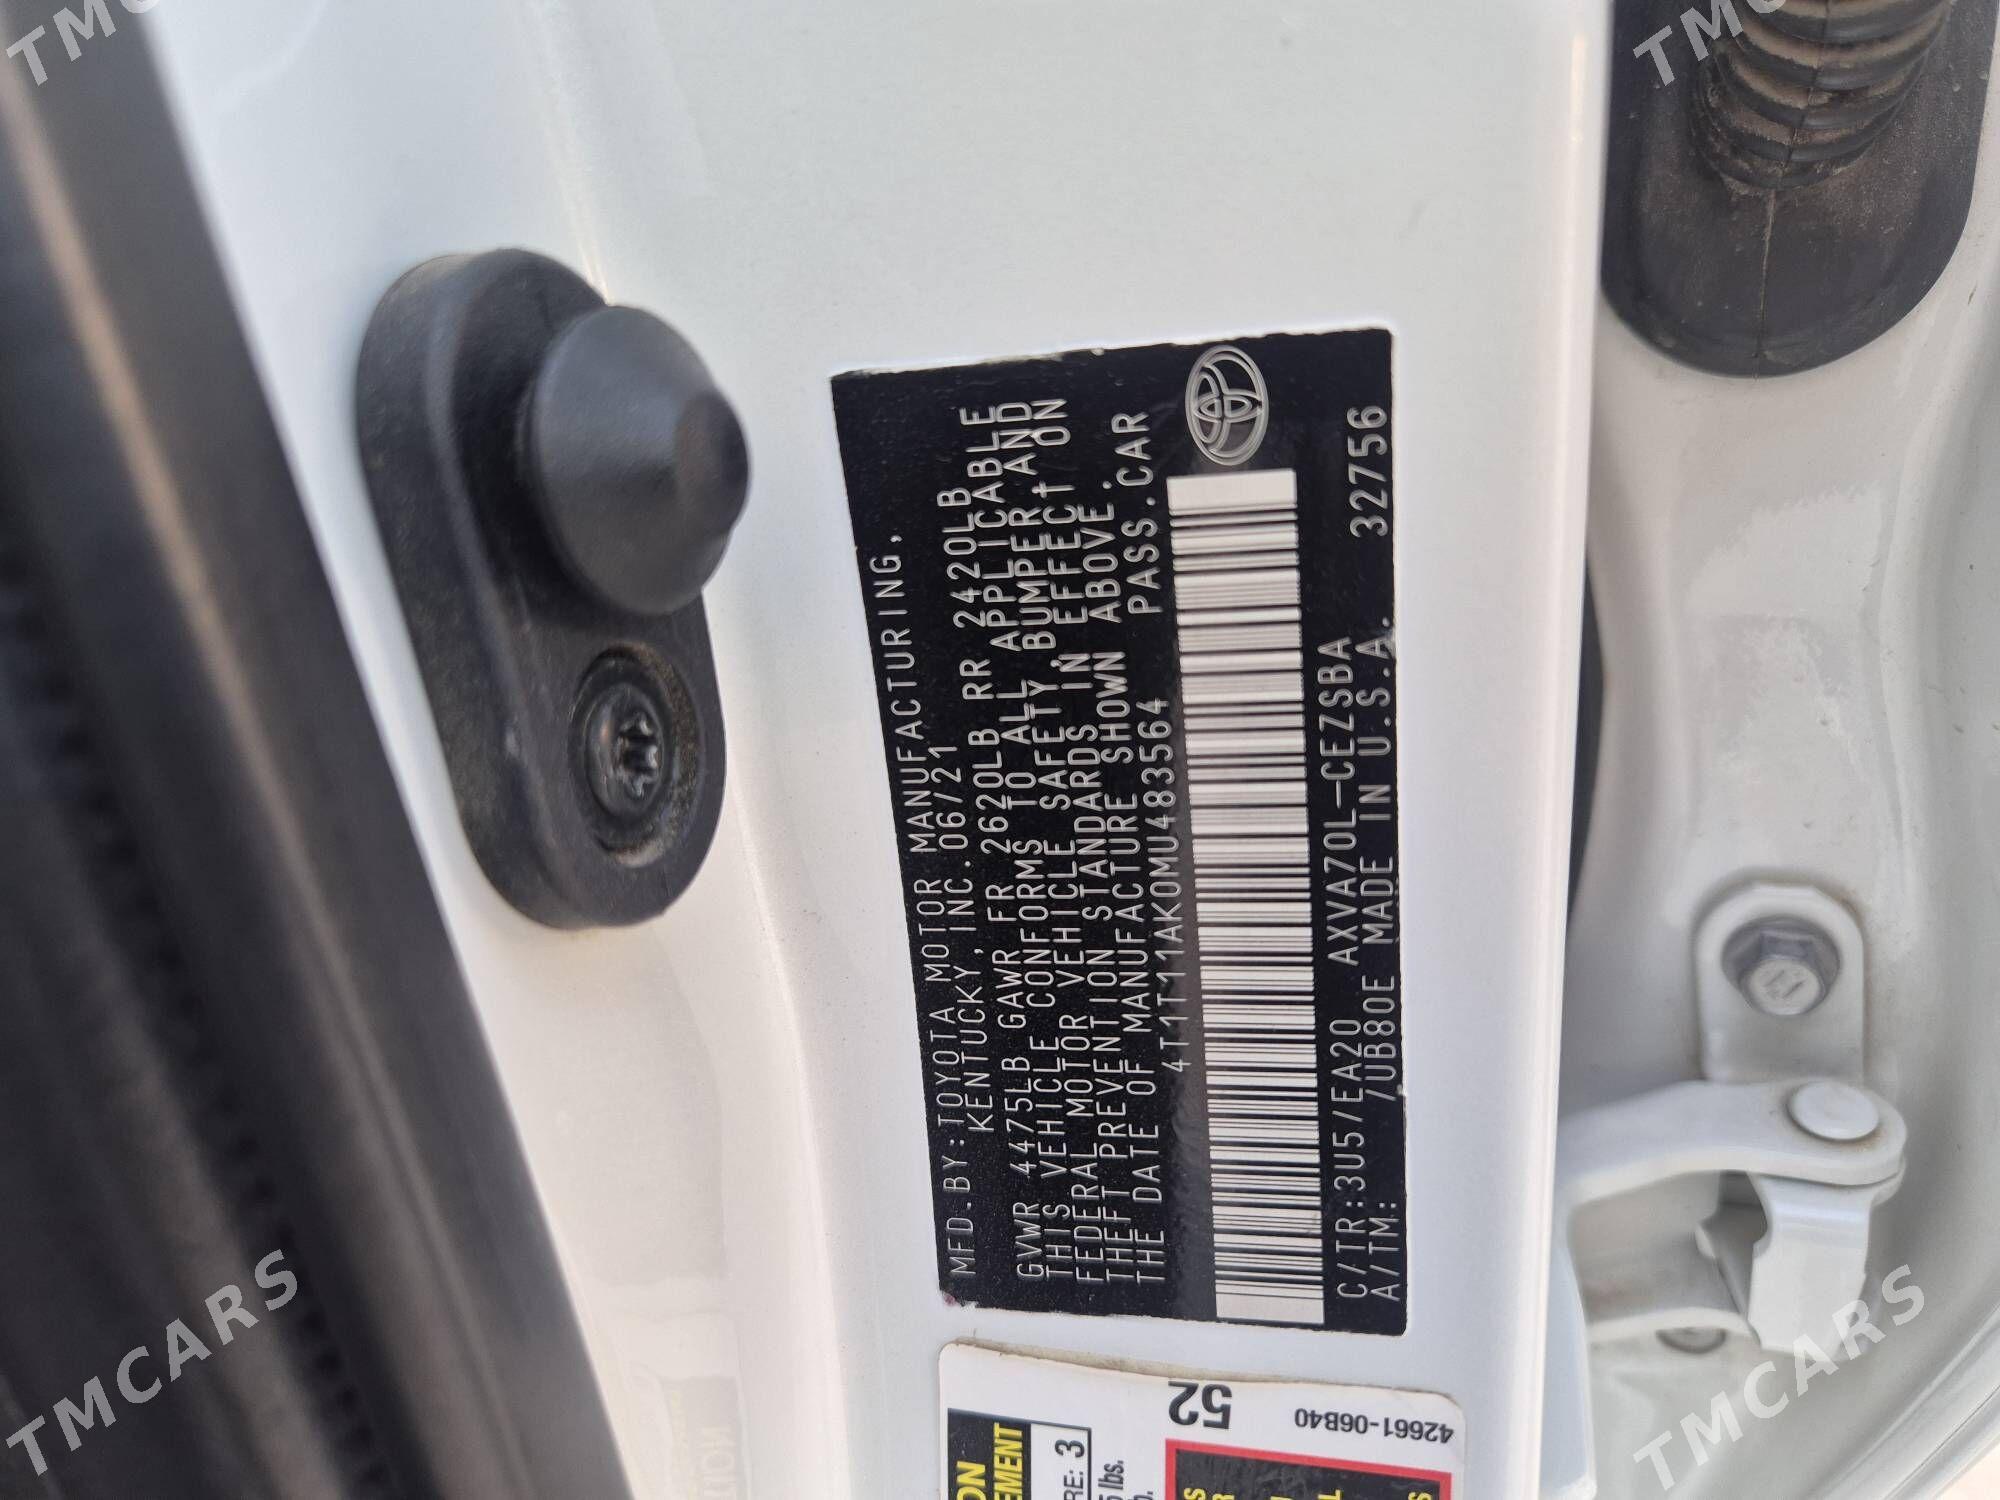 MFD.BY:TOYOTA MOTOR MANUFACTURING,
KENTUCKY,INC.06/21
GVWR 4475LB GAWR FR 2620LB RR 2420LB
THIS VEHICLE CONFORMS TO ALL APPLICABLE
FEDERAL MOTOR VEHICLE SAFETY,BUMPER AND
THEFT PREVENTION STANDARDS IN EFFECT ON
THE DATE OF MANUFACTURE SHOWN ABOVE.
4T1T11AK0MU483564 PASS.CAR
C/TR:3U5/EA20 AXVA70L-CEZSBA
A/TM: /UB80E MADE IN U.S.A. 32756
52
42661-06B40
TMCARS
TMCARS